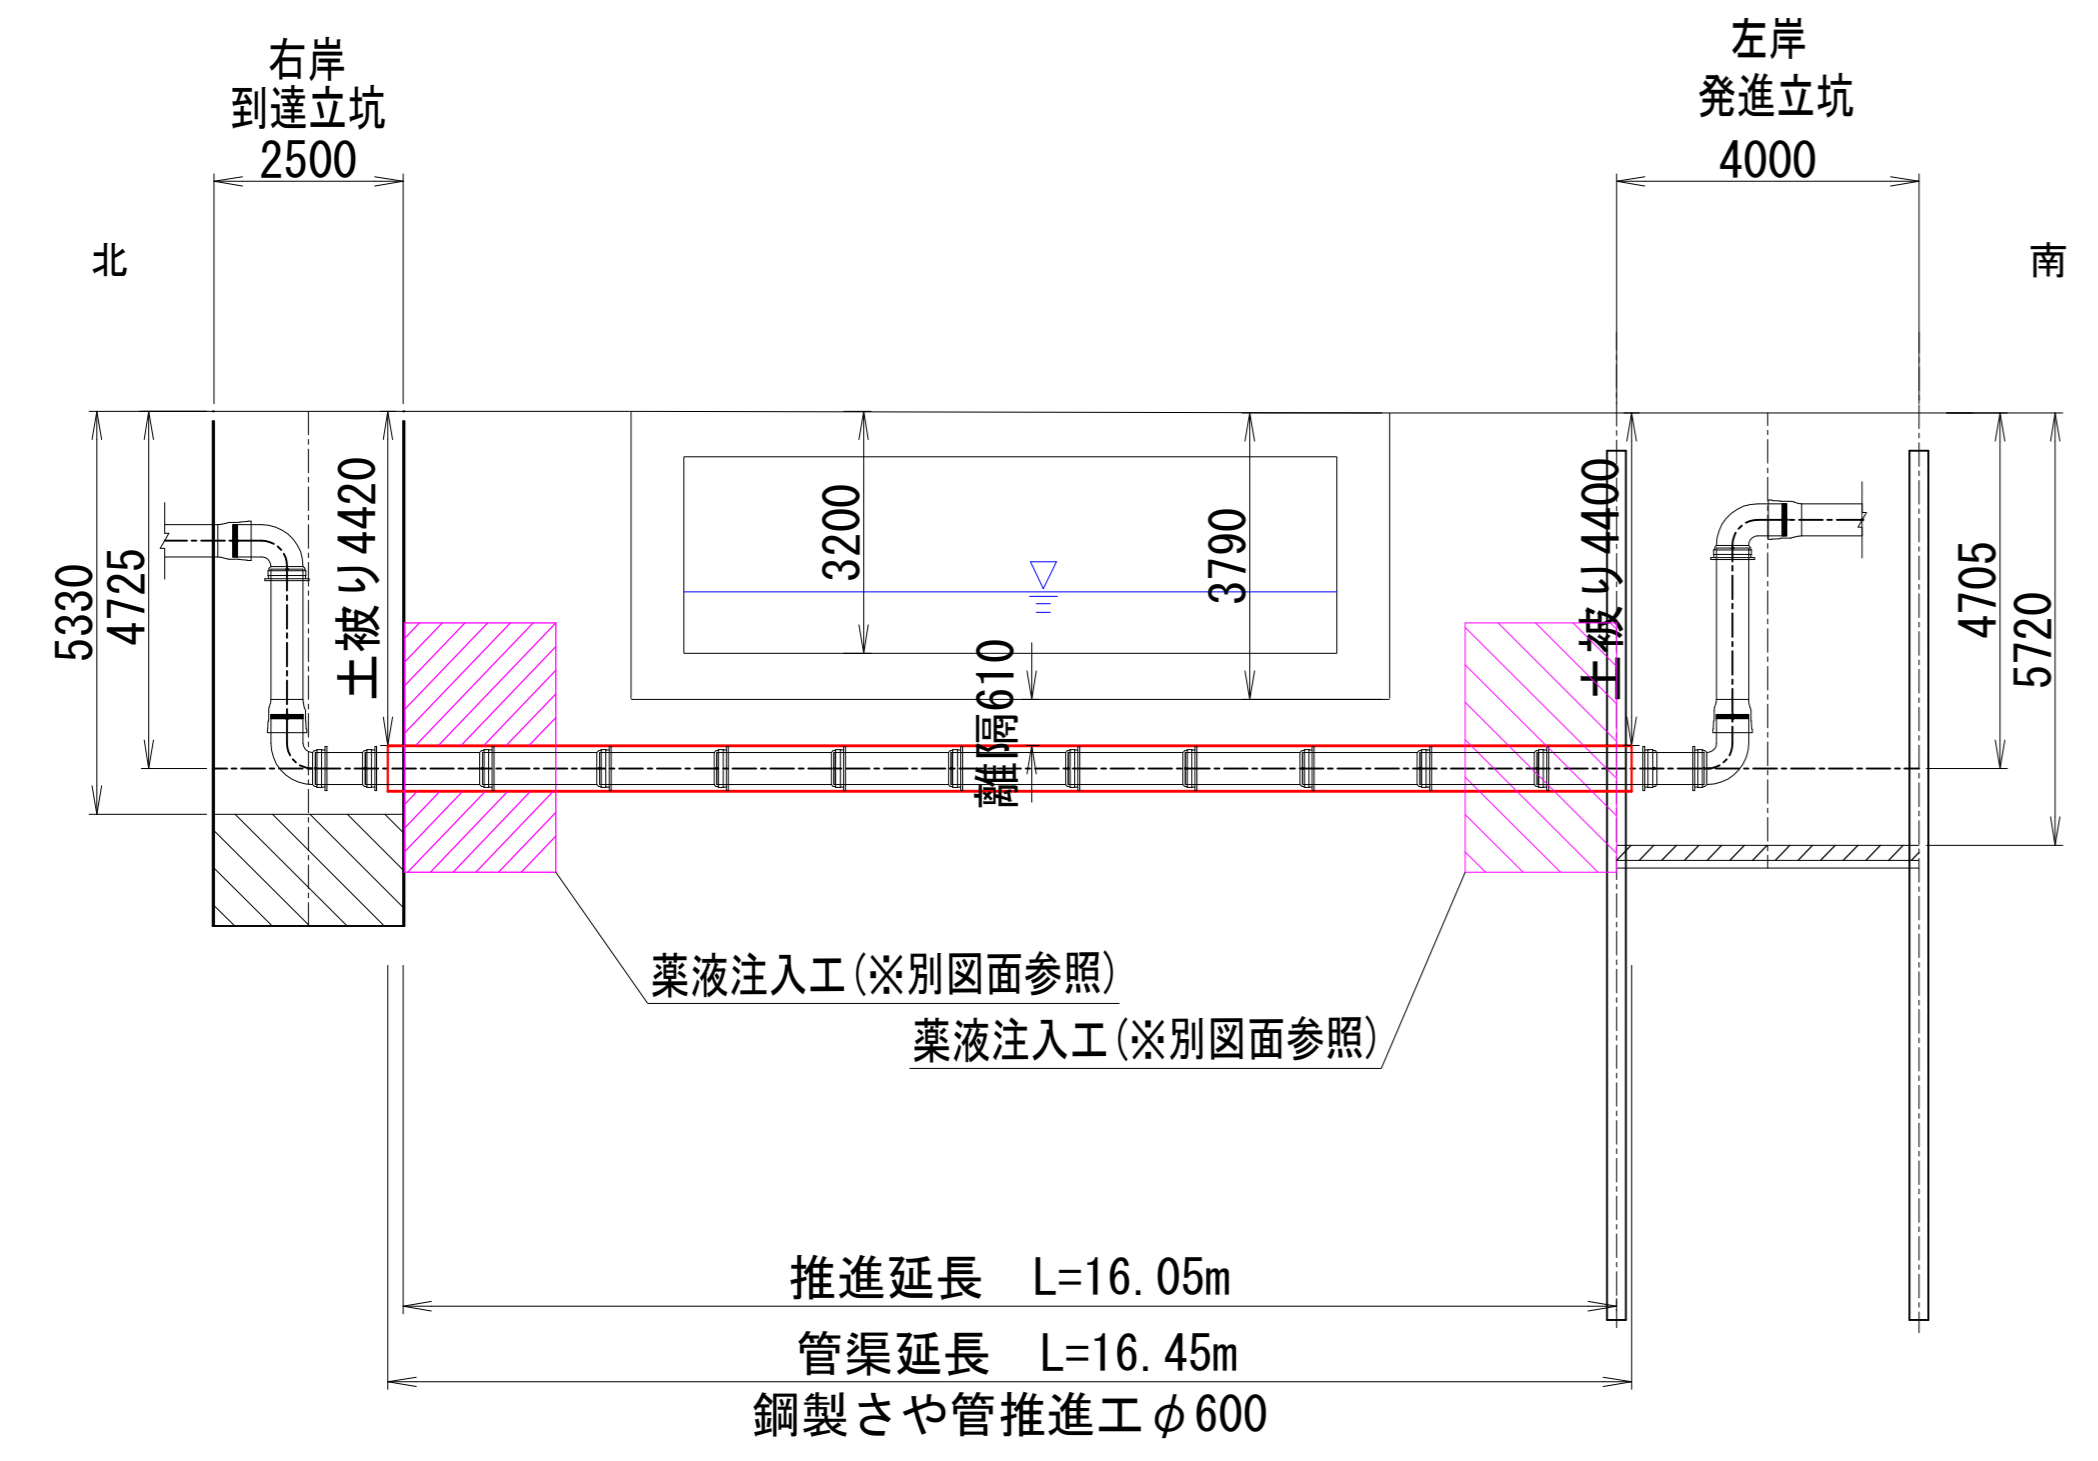 右岸
到達立坑
2500
左岸
発進立坑
4000
北
南
5330
4725
土被り4420
3200
離隔610
3790
土被り4400
4705
5720
薬液注入工(※別図面参照)
薬液注入工(※別図面参照)
推進延長　L=16.05m
管渠延長　L=16.45m
鋼製さや管推進工φ600